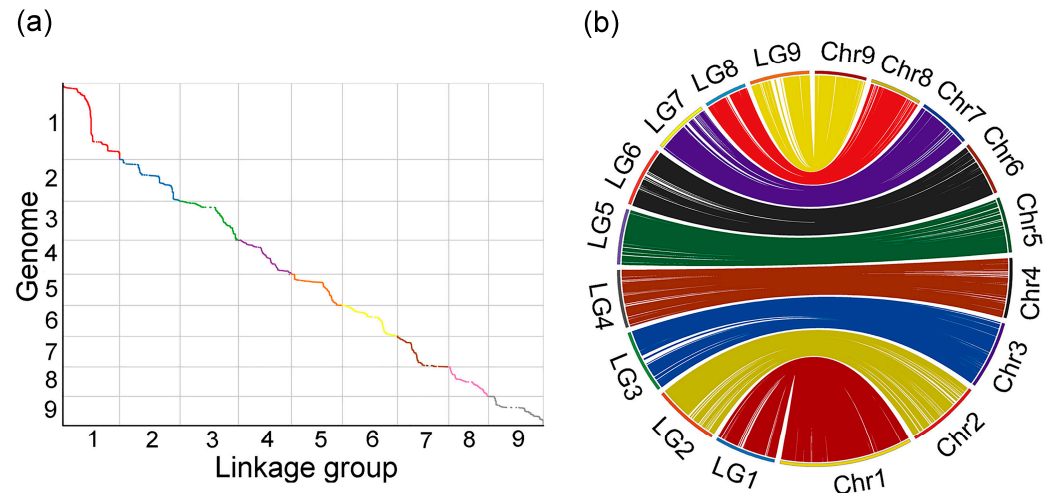 (a)
Genome
1
2
3
4
5
6
7
8
9
1 2 3 4 5 6 7 8 9
Linkage group
(b)
LG9 Chr9
LG8 Chr8
LG7 Chr7
LG6 Chr6
LG5 Chr5
LG4 Chr4
LG3 Chr3
LG2 Chr2
LG1 Chr1